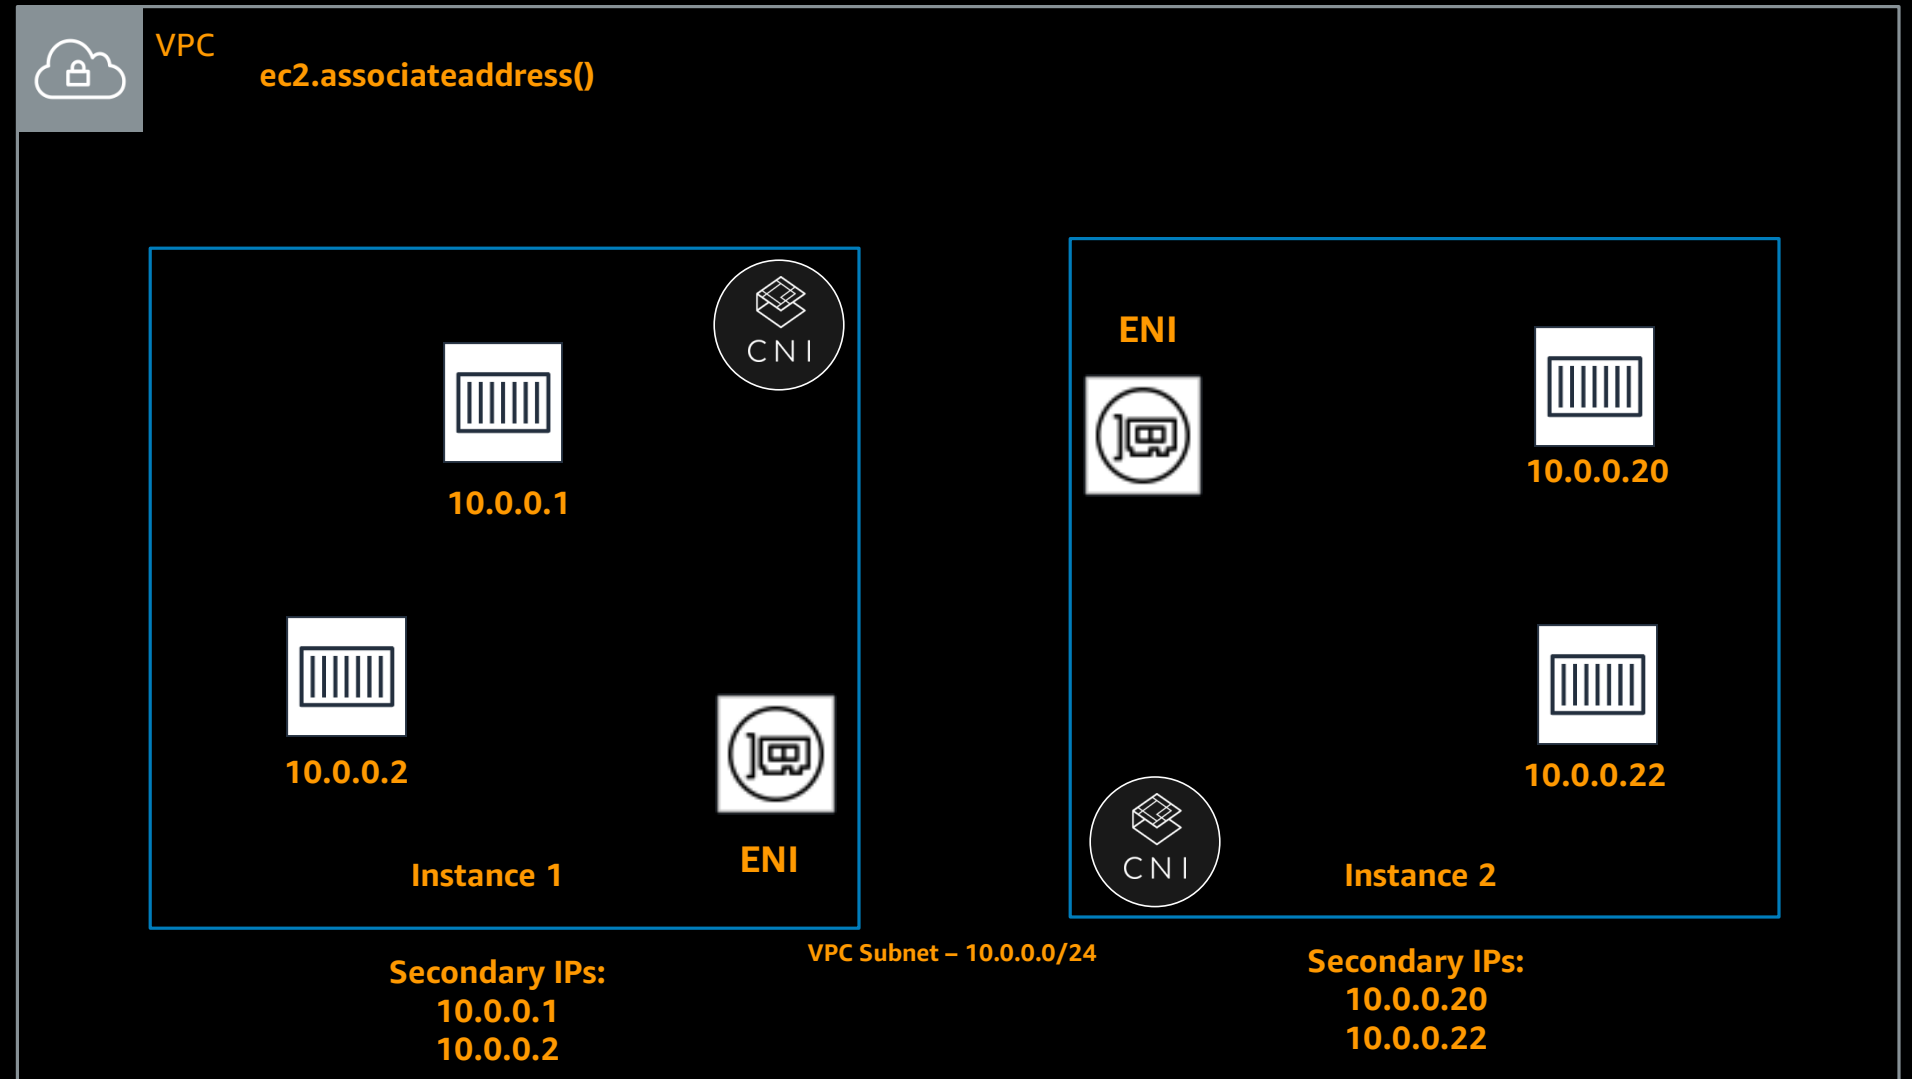 VPC
ec2.associateaddress()
CNI
10.0.0.1
10.0.0.2
ENI
Instance 1
Secondary IPs:
10.0.0.1
10.0.0.2
VPC Subnet – 10.0.0.0/24
ENI
10.0.0.20
10.0.0.22
CNI
Instance 2
Secondary IPs:
10.0.0.20
10.0.0.22